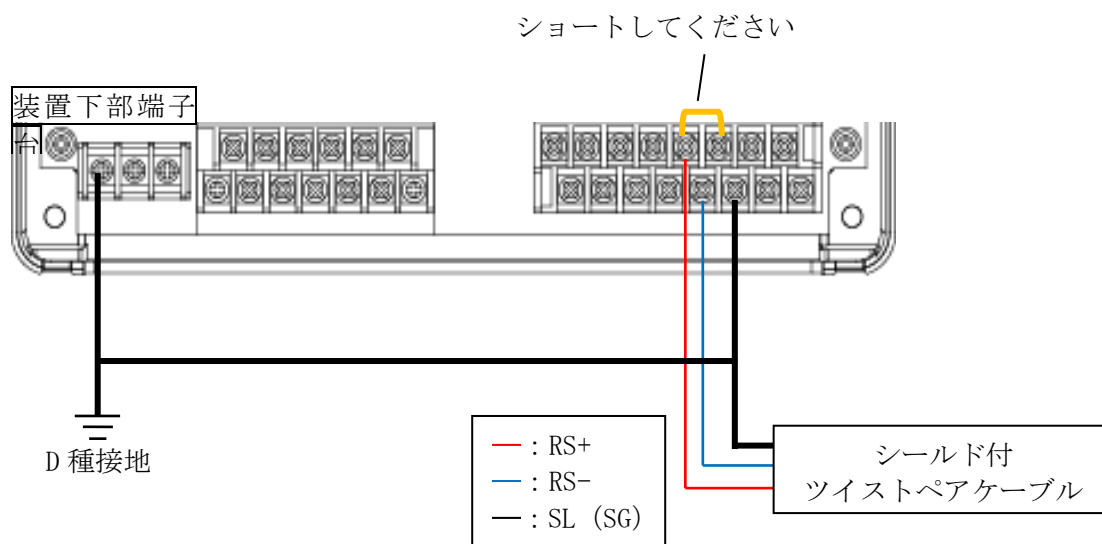 ショートしてください
装置下部端子
台
D種接地
：RS+
：RS-
：SL (SG)
シールド付
ツイストペアケーブル